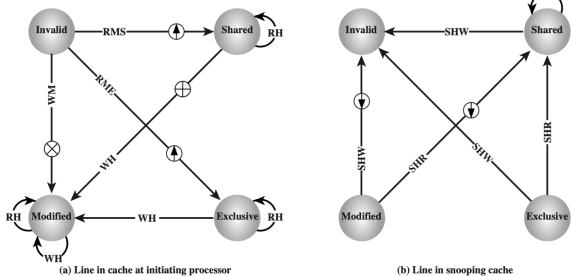 Invalid
RMS
Shared
RH
Invalid
SHW
Shared
WM
RME
WH
SHW
SHR
SHW
SHR
RH
Modified
WH
WH
Exclusive
RH
Modified
Exclusive
(a) Line in cache at initiating processor
(b) Line in snooping cache